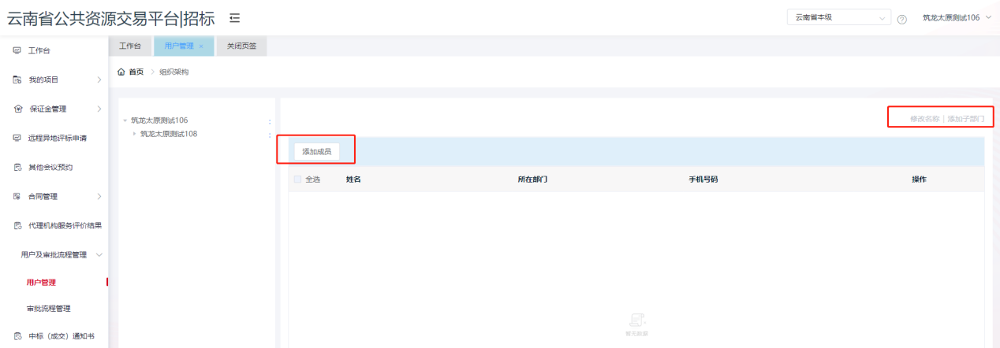 云南省公共资源交易平台|招标
云南省本级
筑龙太原测试106
工作台
用户管理 ×
关闭页签
首页 > 组织架构
工作台
我的项目
保证金管理
远程异地评标申请
其他会议预约
合同管理
代理机构服务评价结果
用户及审批流程管理
用户管理
审批流程管理
中标（成交）通知书
筑龙太原测试106
筑龙太原测试108
修改名称 | 添加子部门
添加成员
全选 姓名 所在部门 手机号码 操作
暂无数据